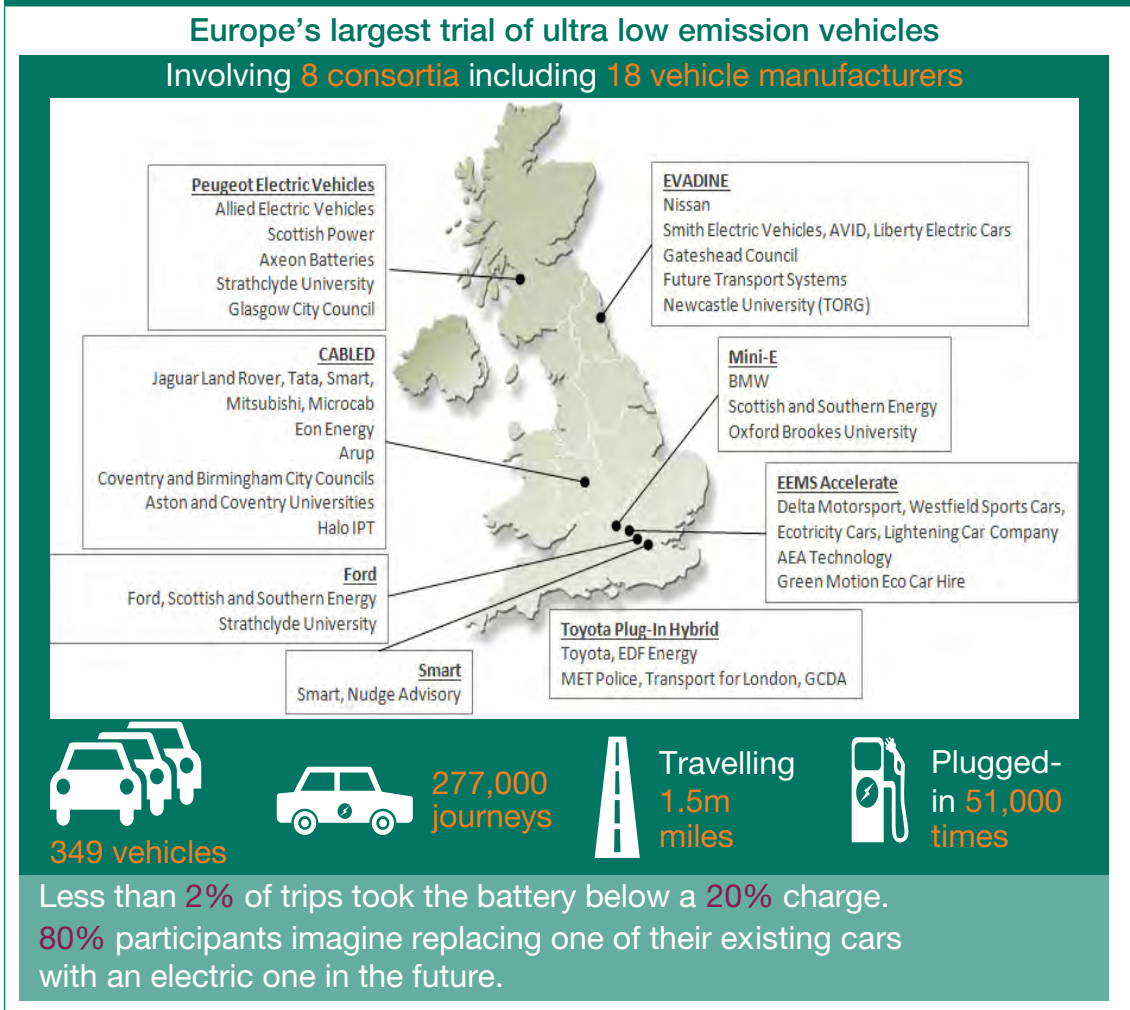 Europe's largest trial of ultra low emission vehicles
Involving 8 consortia including 18 vehicle manufacturers
Peugeot Electric Vehicles
Allied Electric Vehicles
Scottish Power
Axeon Batteries
Strathclyde University
Glasgow City Council
EVADINE
Nissan
Smith Electric Vehicles, AVID, Liberty Electric Cars
Gateshead Council
Future Transport Systems
Newcastle University (TORG)
CABLED
Jaguar Land Rover, Tata, Smart,
Mitsubishi, Microcab
Eon Energy
Arup
Coventry and Birmingham City Councils
Aston and Coventry Universities
Halo IPT
Mini-E
BMW
Scottish and Southern Energy
Oxford Brookes University
EEMS Accelerate
Delta Motorsport, Westfield Sports Cars,
Ecotricity Cars, Lightening Car Company
AEA Technology
Green Motion Eco Car Hire
Ford
Ford, Scottish and Southern Energy
Strathclyde University
Toyota Plug-In Hybrid
Toyota, EDF Energy
MET Police, Transport for London, GCDA
Smart
Smart, Nudge Advisory
349 vehicles
277,000
journeys
Travelling
1.5m
miles
Plugged-
in 51,000
times
Less than 2% of trips took the battery below a 20% charge.
80% participants imagine replacing one of their existing cars
with an electric one in the future.